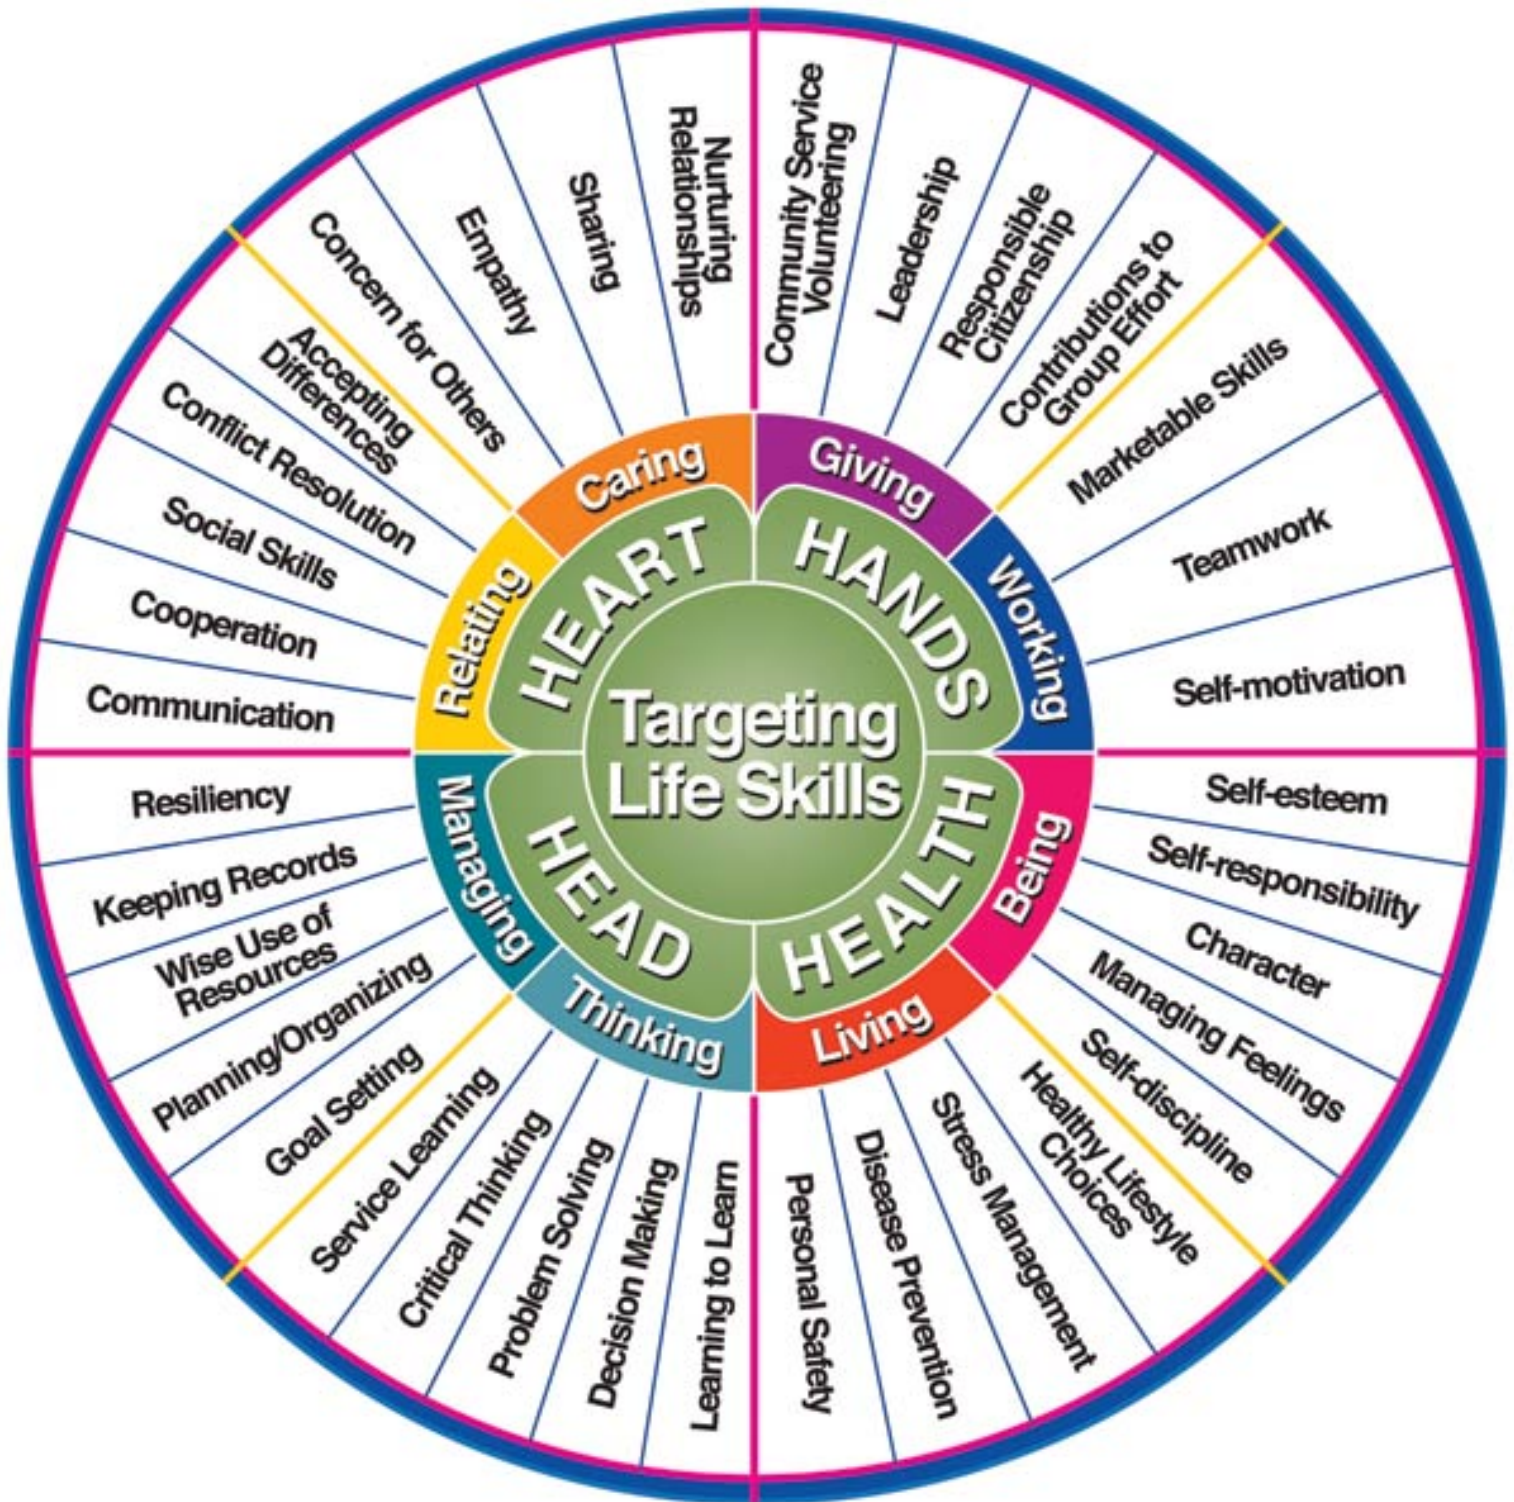 Targeting
Life Skills
HEART
HANDS
HEALTH
HEAD
Caring
Giving
Working
Being
Living
Thinking
Managing
Relating
Community Service
Volunteering
Leadership
Responsible
Citizenship
Contributions to
Group Effort
Marketable Skills
Teamwork
Self-motivation
Self-esteem
Self-responsibility
Character
Managing Feelings
Self-discipline
Healthy Lifestyle
Choices
Stress Management
Disease Prevention
Personal Safety
Learning to Learn
Decision Making
Problem Solving
Critical Thinking
Service Learning
Goal Setting
Planning/Organizing
Wise Use of
Resources
Keeping Records
Resiliency
Communication
Cooperation
Social Skills
Conflict Resolution
Accepting
Differences
Concern for Others
Empathy
Sharing
Nurturing
Relationships